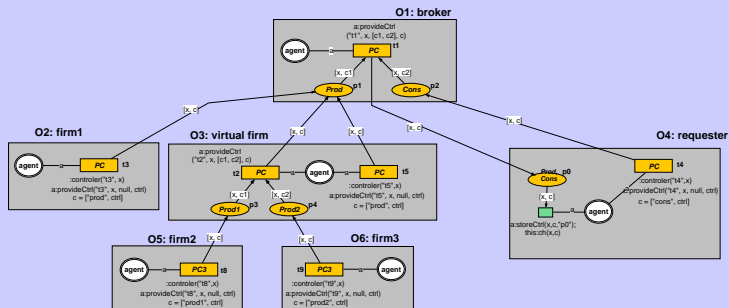 O1: broker
a:provideCtrl
("t1", x, [c1, c2], c)
agent
a
PC
t1
[x, c1]
[x, c2]
Prod
p1
Cons
p2
[x, c]
[x, c]
[x, c]
[x, c]
[x, c]
O2: firm1
agent
a
PC
t3
:controler("t3", x)
a:provideCtrl("t3", x, null, ctrl)
c = ["prod", ctrl]
O3: virtual firm
a:provideCtrl
("t2", x, [c1, c2], c)
t2
PC
a
agent
a
PC
t5
:controler("t5",x)
a:provideCtrl("t5", x, null, ctrl)
c = ["prod", ctrl]
[x, c1]
[x, c2]
Prod1
p3
Prod2
p4
[x, c]
[x, c]
O4: requester
Prod
Cons
p0
[x, c]
PC
t4
:controler("t4",x)
a:provideCtrl("t4", x, null, ctrl)
c = ["cons", ctrl]
a
agent
a:storeCtrl(x,c,"p0");
this:ch(x,c)
O5: firm2
agent
a
PC3
t8
:controler("t8",x)
a:provideCtrl("t8", x, null, ctrl)
c = ["prod1", ctrl]
O6: firm3
t9
PC3
a
agent
:controler("t9",x)
a:provideCtrl("t9", x, null, ctrl)
c = ["prod2", ctrl]